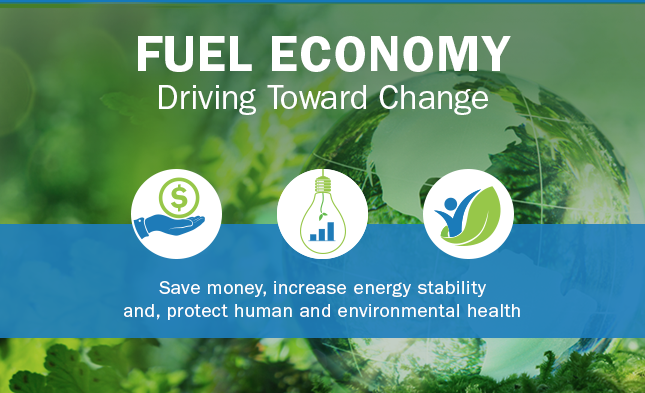 FUEL ECONOMY
Driving Toward Change
$
Save money, increase energy stability
and, protect human and environmental health